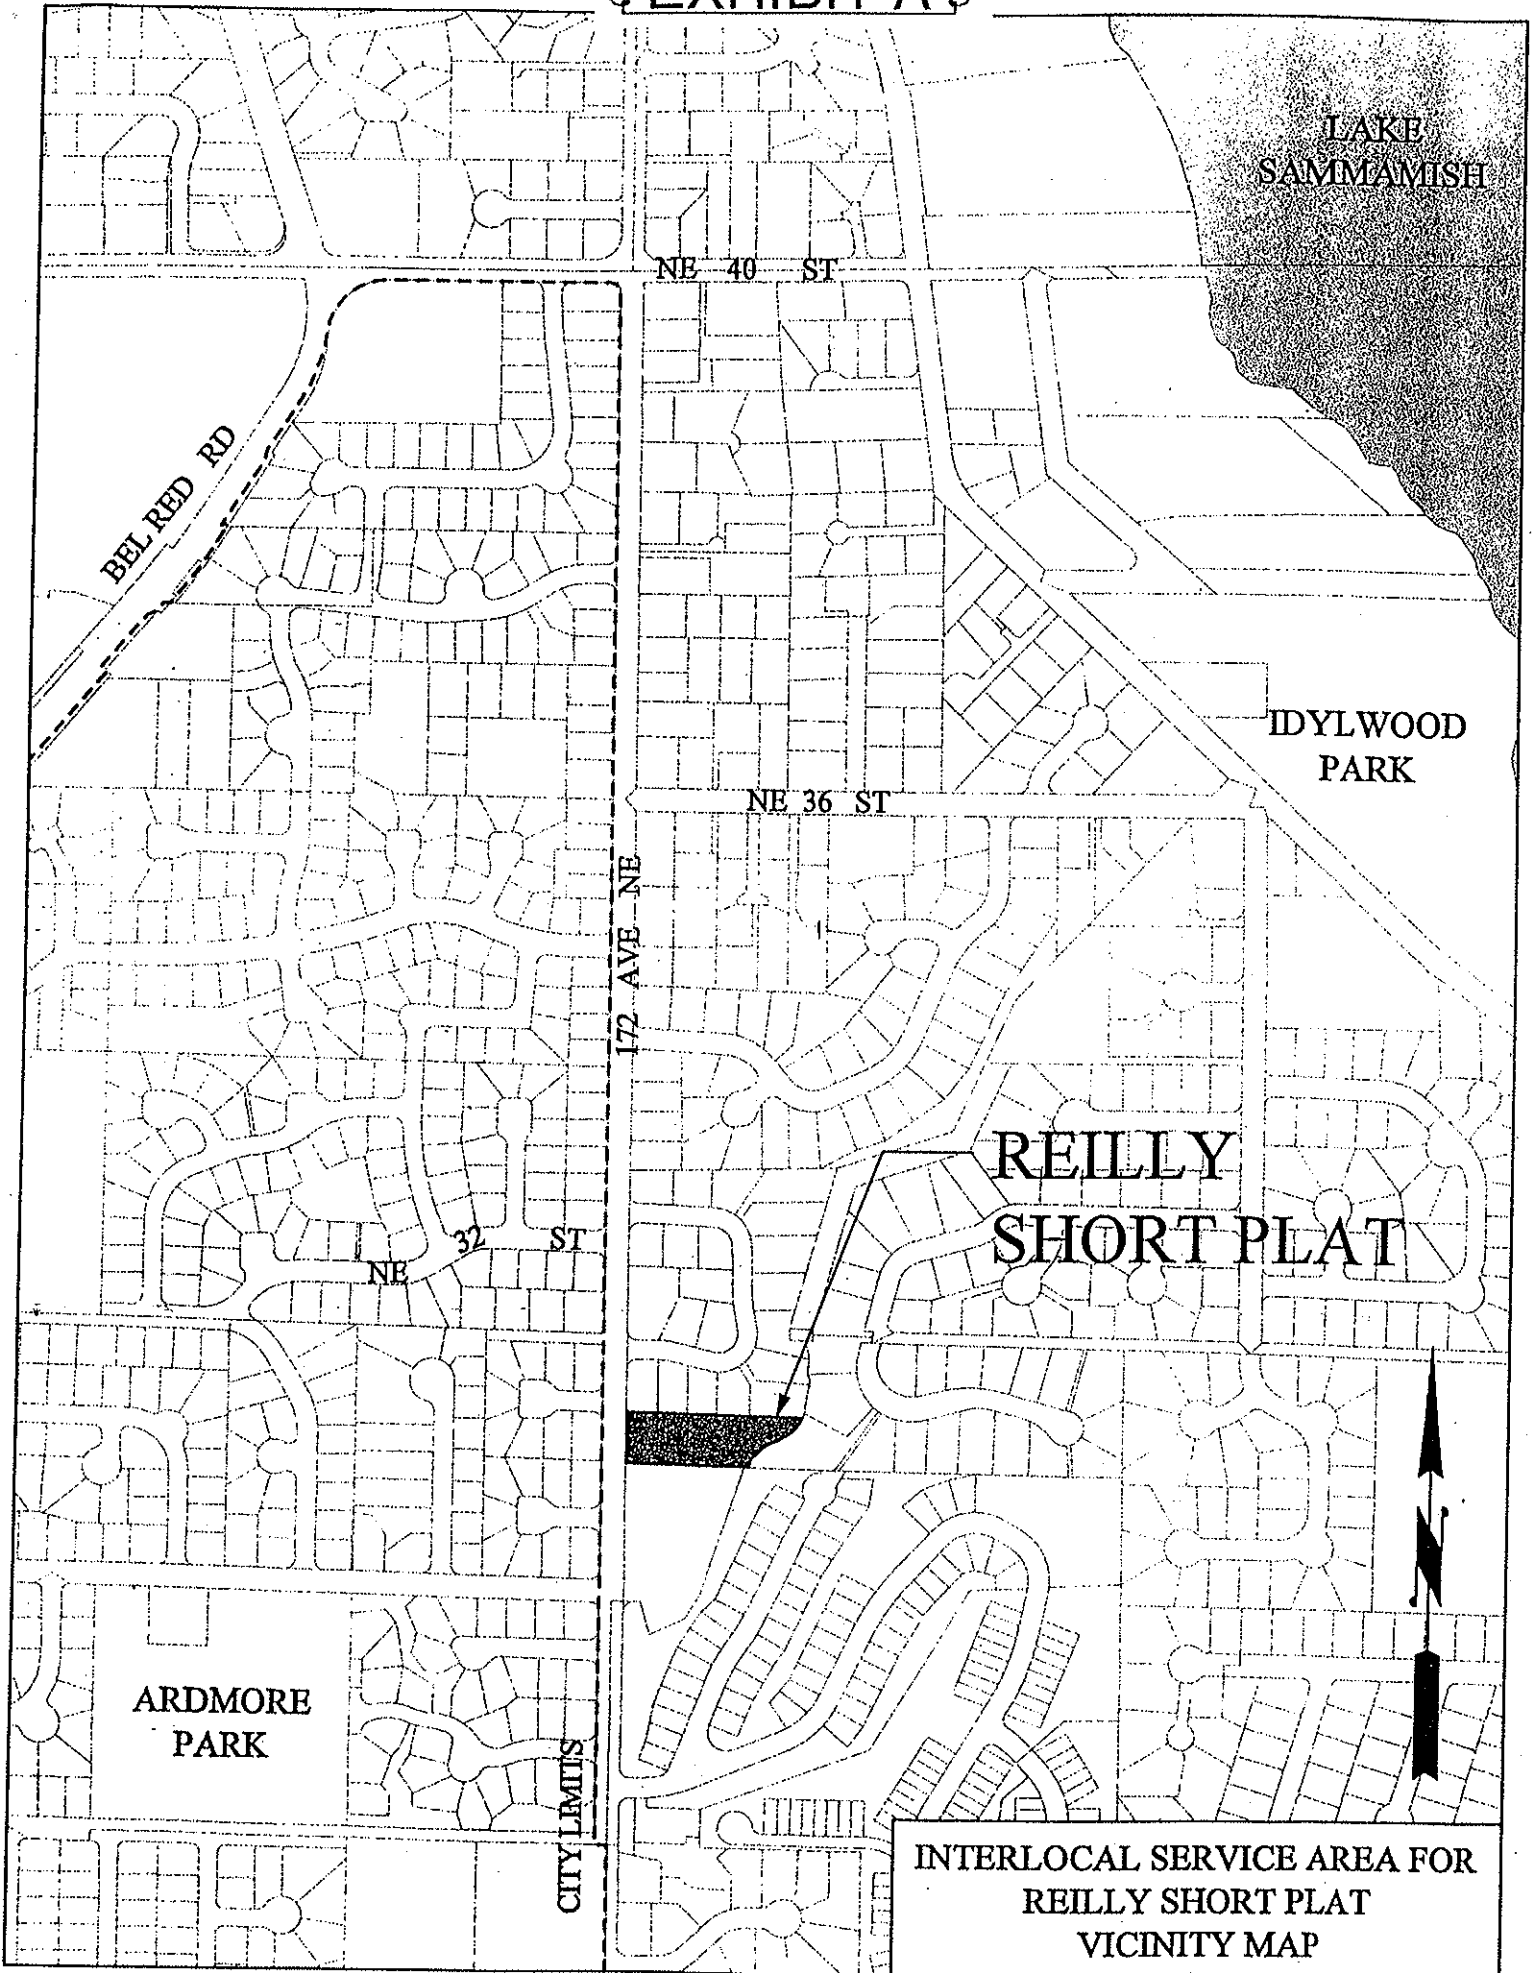 EXHIBIT A
LAKE
SAMMAMISH
NE 40 ST
BEL RED RD
IDYLWOOD
PARK
NE 36 ST
172 AVE NE
REILLY
SHORT PLAT
NE 32 ST
N
ARDMORE
PARK
CITY LIMITS
INTERLOCAL SERVICE AREA FOR
REILLY SHORT PLAT
VICINITY MAP